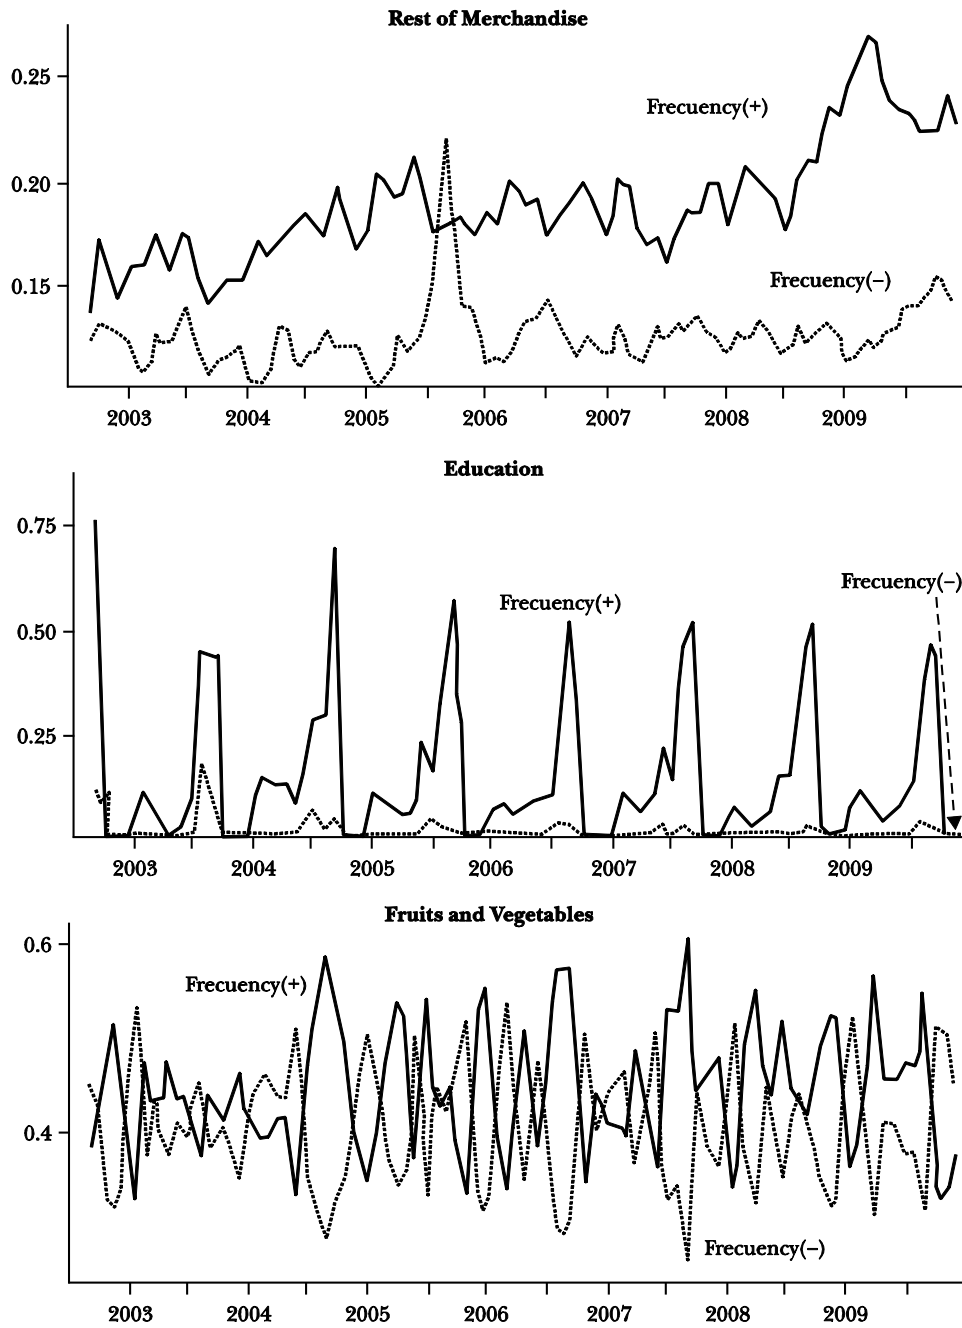 Rest of Merchandise
0.25
Frecuency(+)
0.20
Frecuency(−)
0.15
2003 2004 2005 2006 2007 2008 2009
Education
0.75
Frecuency(−)
Frecuency(+)
0.50
0.25
2003 2004 2005 2006 2007 2008 2009
Fruits and Vegetables
0.6
Frecuency(+)
0.4
Frecuency(−)
2003 2004 2005 2006 2007 2008 2009